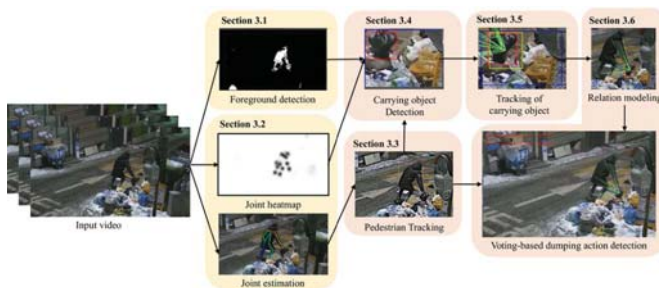 Section 3.1
Foreground detection
Section 3.2
Joint heatmap
Joint estimation
Input video
Section 3.4
Carrying object
Detection
Section 3.3
Pedestrian Tracking
Section 3.5
Tracking of
carrying object
Section 3.6
Relation modeling
Voting-based dumping action detection